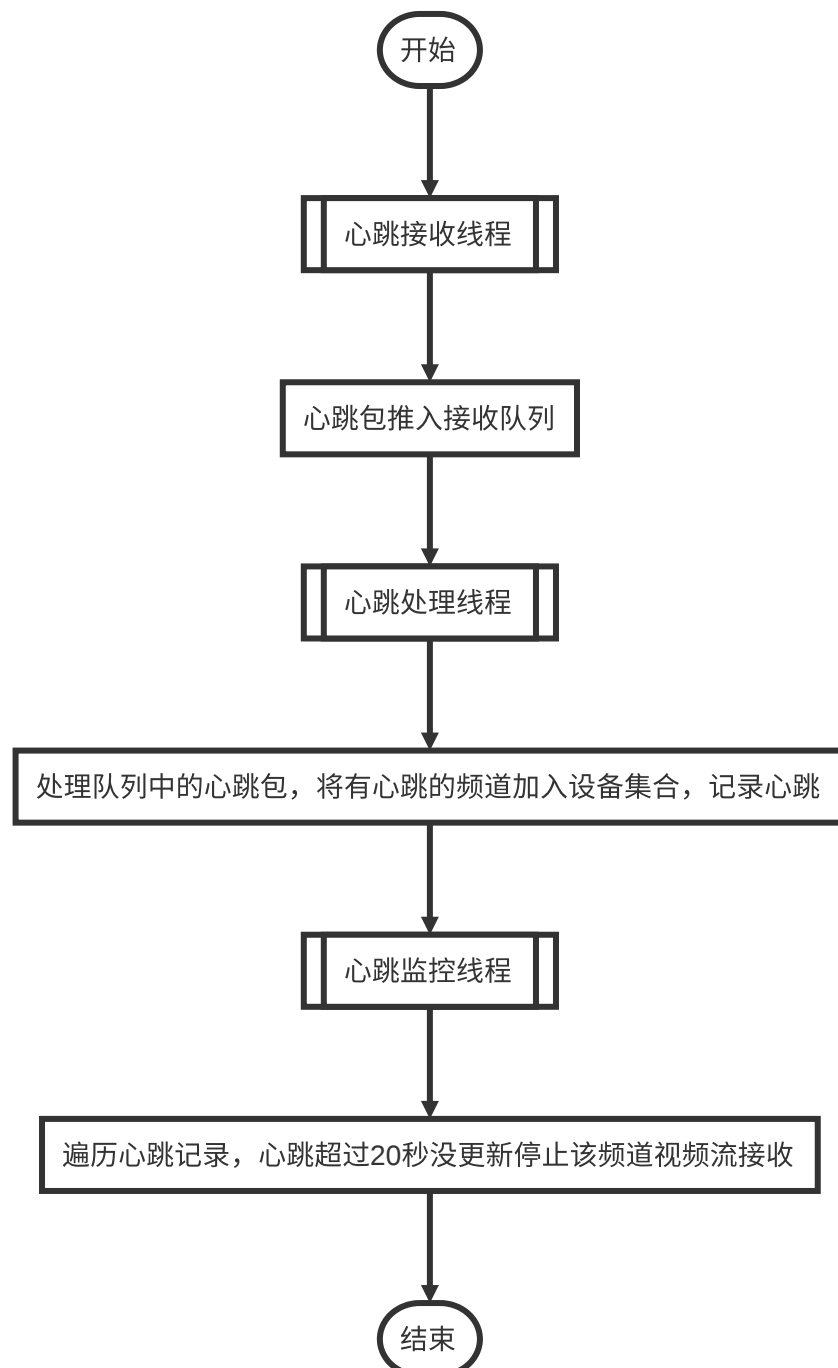 开始
心跳接收线程
心跳包推入接收队列
心跳处理线程
处理队列中的心跳包，将有心跳的频道加入设备集合，记录心跳
心跳监控线程
遍历心跳记录，心跳超过20秒没更新停止该频道视频流接收
结束